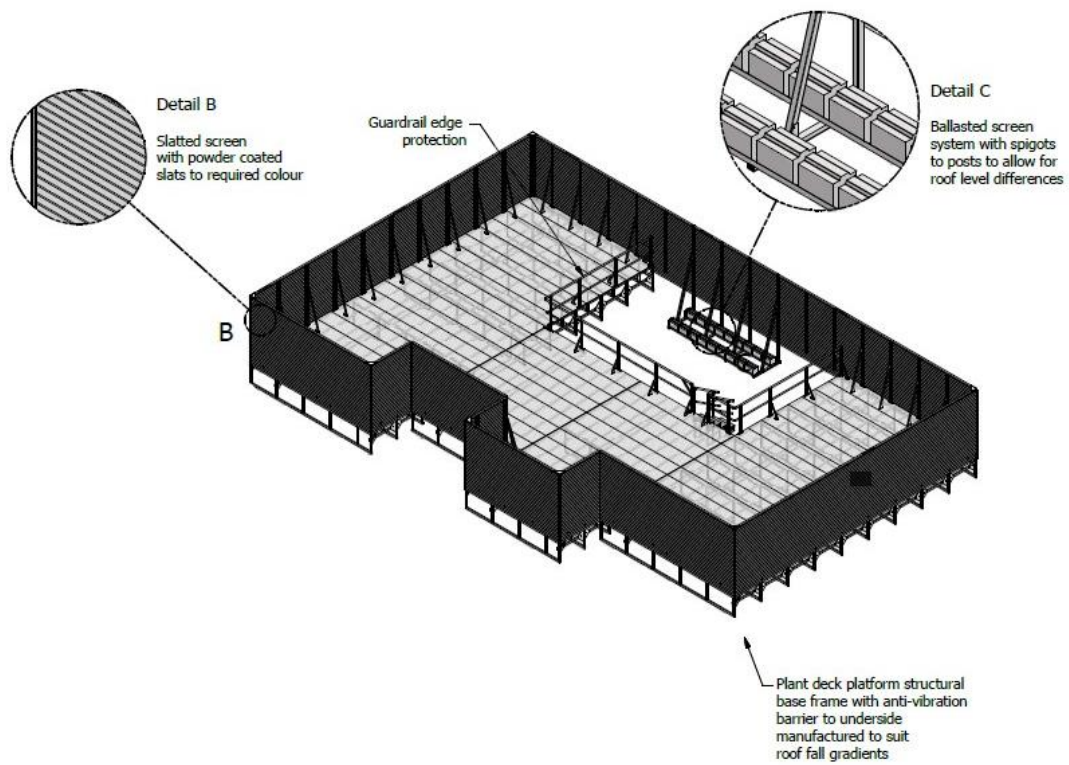 Detail B
Slatted screen
with powder coated
slats to required colour
Guardrail edge
protection
Detail C
Ballasted screen
system with spigots
to posts to allow for
roof level differences
B
Plant deck platform structural
base frame with anti-vibration
barrier to underside
manufactured to suit
roof fall gradients